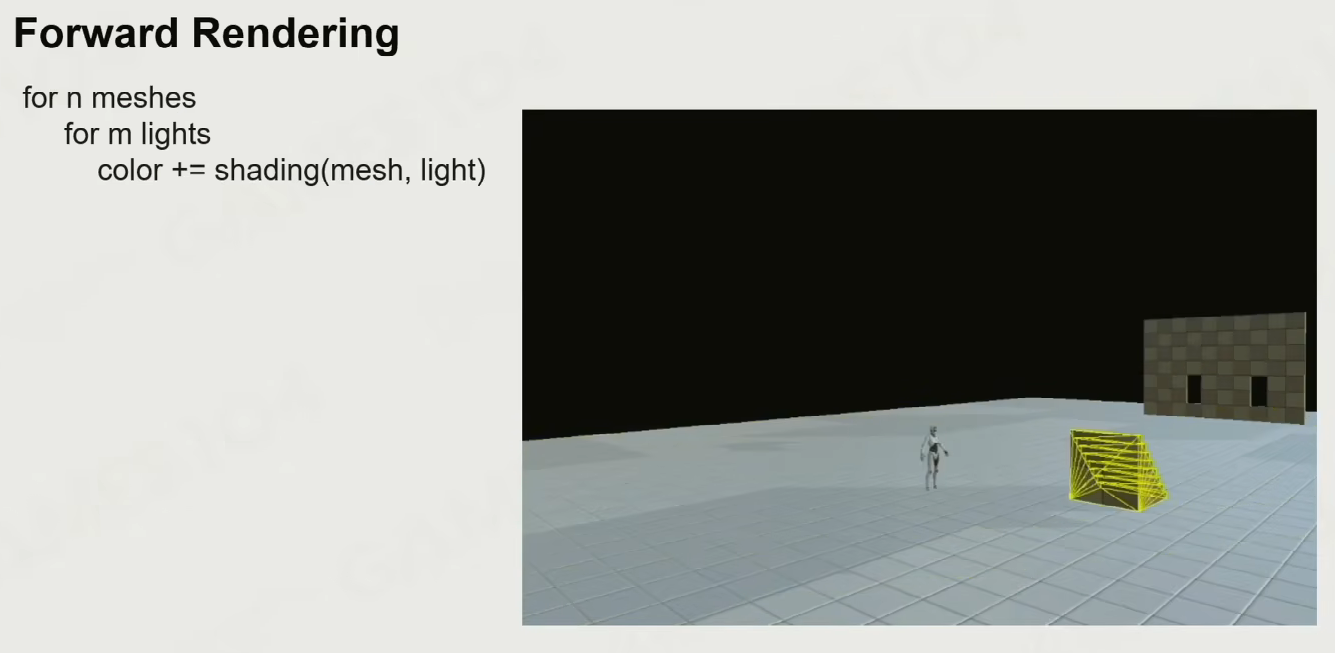 Forward Rendering
for n meshes
for m lights
color += shading(mesh, light)